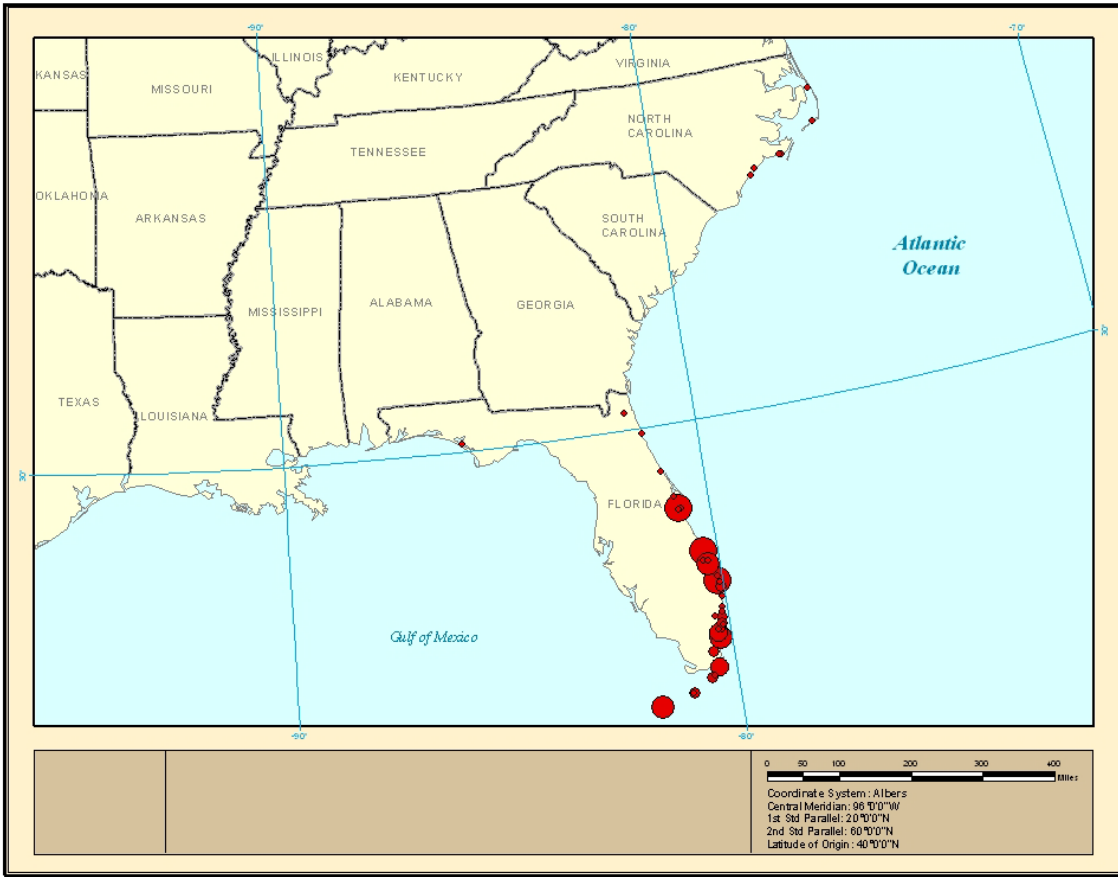 -90°
-80°
-70°
ILLINOIS
KANSAS
MISSOURI
KENTUCKY
VIRGINIA
NORTH
CAROLINA
TENNESSEE
OKLAHOMA
ARKANSAS
SOUTH
CAROLINA
Atlantic
Ocean
MISSISSIPPI
ALABAMA
GEORGIA
30°
TEXAS
LOUISIANA
30°
FLORIDA
Gulf of Mexico
-90°
-80°
0 50 100 200 300 400
Miles
Coordinate System: Albers
Central Meridian: 96°0'0"W
1st Std Parallel: 20°0'0"N
2nd Std Parallel: 60°0'0"N
Latitude of Origin: 40°0'0"N